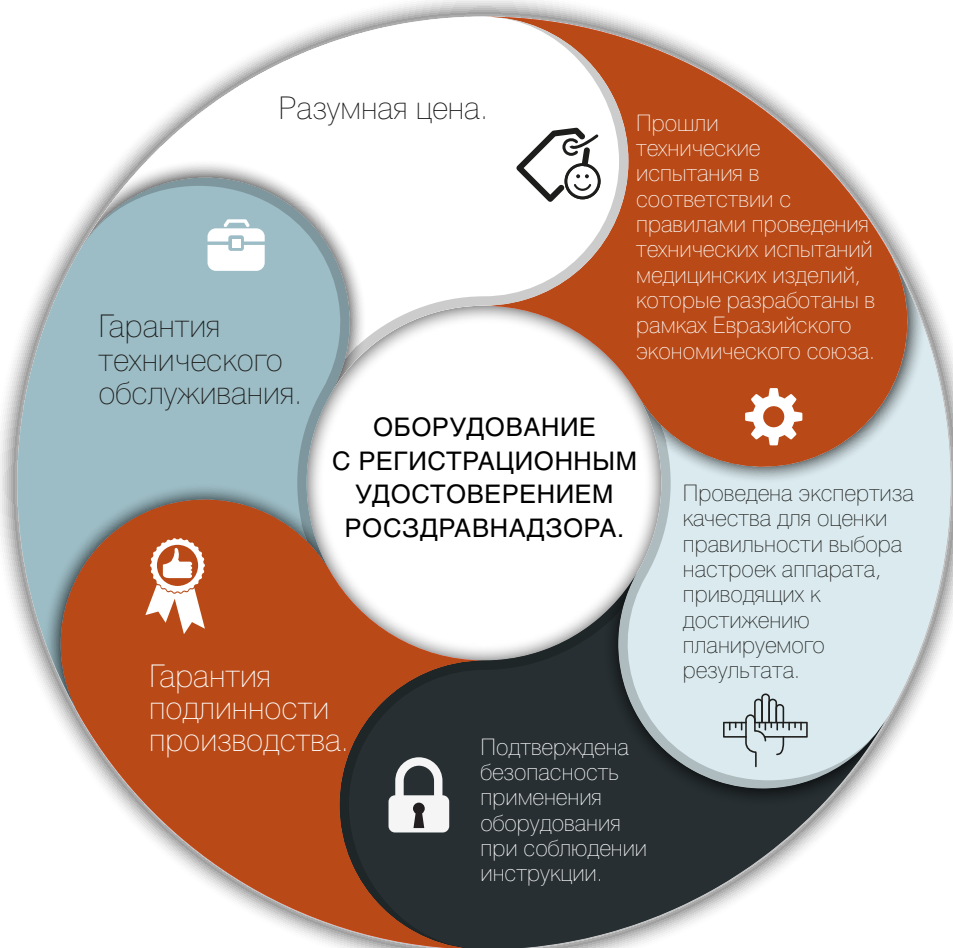 Разумная цена.
Прошли
технические
испытания в
соответствии с
правилами проведения
технических испытаний
медицинских изделий,
которые разработаны в
рамках Евразийского
экономического союза.
Гарантия
технического
обслуживания.
ОБОРУДОВАНИЕ
С РЕГИСТРАЦИОННЫМ
УДОСТОВЕРЕНИЕМ
РОСЗДРАВНАДЗОРА.
Проведена экспертиза
качества для оценки
правильности выбора
настроек аппарата,
приводящих к
достижению
планируемого
результата.
Гарантия
подлинности
производства.
Подтверждена
безопасность
применения
оборудования
при соблюдении
инструкции.